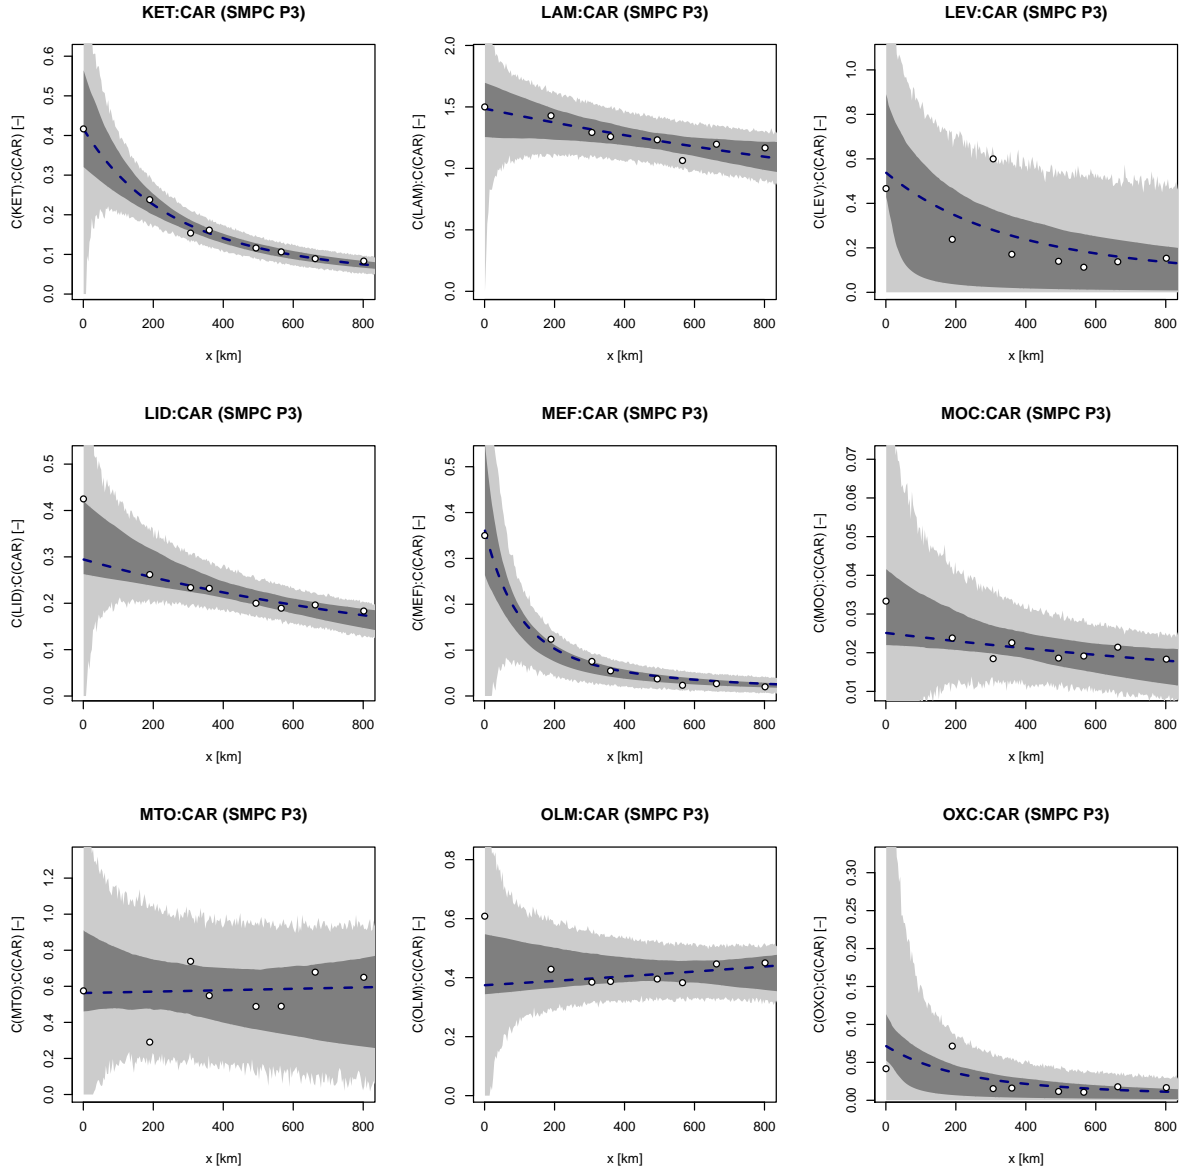 KET:CAR (SMPC P3)
C(KET):C(CAR) [−]
0.0 0.1 0.2 0.3 0.4 0.5 0.6
0 200 400 600 800
x [km]
LAM:CAR (SMPC P3)
C(LAM):C(CAR) [−]
0.0 0.5 1.0 1.5 2.0
0 200 400 600 800
x [km]
LEV:CAR (SMPC P3)
C(LEV):C(CAR) [−]
0.0 0.2 0.4 0.6 0.8 1.0
0 200 400 600 800
x [km]
LID:CAR (SMPC P3)
C(LID):C(CAR) [−]
0.0 0.1 0.2 0.3 0.4 0.5
0 200 400 600 800
x [km]
MEF:CAR (SMPC P3)
C(MEF):C(CAR) [−]
0.0 0.1 0.2 0.3 0.4 0.5
0 200 400 600 800
x [km]
MOC:CAR (SMPC P3)
C(MOC):C(CAR) [−]
0.01 0.02 0.03 0.04 0.05 0.06 0.07
0 200 400 600 800
x [km]
MTO:CAR (SMPC P3)
C(MTO):C(CAR) [−]
0.0 0.2 0.4 0.6 0.8 1.0 1.2
0 200 400 600 800
x [km]
OLM:CAR (SMPC P3)
C(OLM):C(CAR) [−]
0.0 0.2 0.4 0.6 0.8
0 200 400 600 800
x [km]
OXC:CAR (SMPC P3)
C(OXC):C(CAR) [−]
0.00 0.05 0.10 0.15 0.20 0.25 0.30
0 200 400 600 800
x [km]